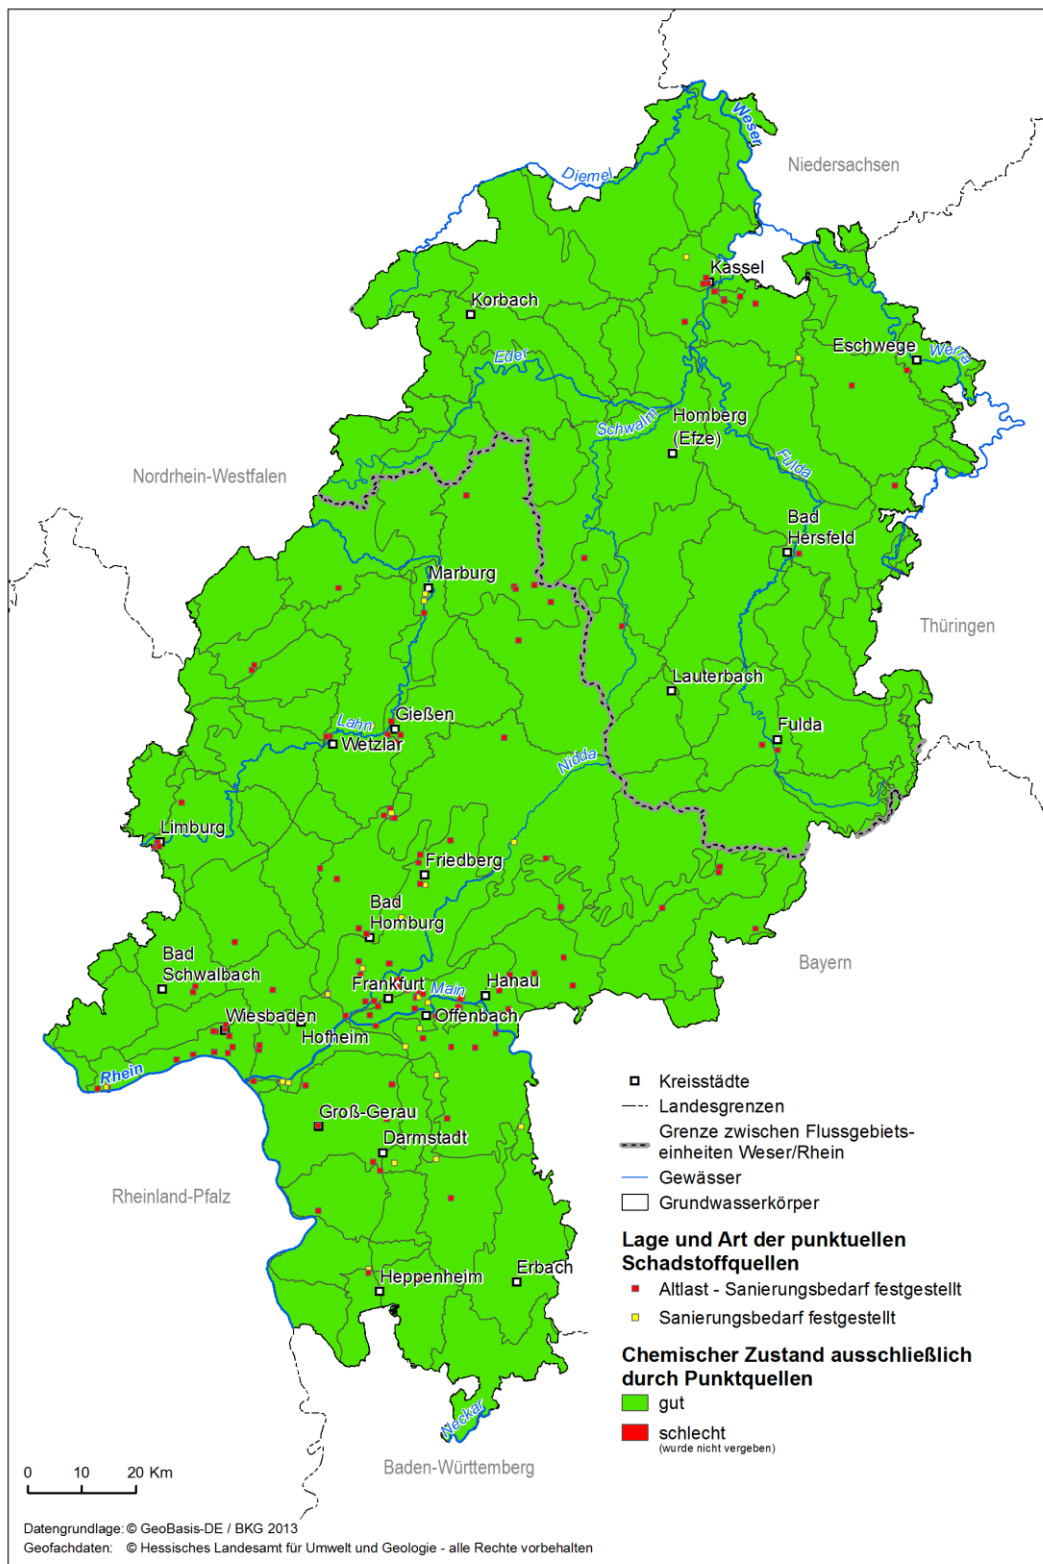 Weser
Niedersachsen
Diemel
Kassel
Korbach
Eschwege
Werra
Eder
Schwalm
Homberg
(Efze)
Fulda
Nordrhein-Westfalen
Bad
Hersfeld
Marburg
Thüringen
Lauterbach
Gießen
Lahn
Wetzlar
Fulda
Nidda
Limburg
Friedberg
Bad
Homburg
Bad
Schwalbach
Bayern
Frankfurt
Main
Hanau
Wiesbaden
Offenbach
Hofheim
Rhein
Groß-Gerau
Darmstadt
Rheinland-Pfalz
Erbach
Heppenheim
Neckar
Baden-Württemberg
Kreisstädte
Landesgrenzen
Grenze zwischen Flussgebiets-
einheiten Weser/Rhein
Gewässer
Grundwasserkörper
Lage und Art der punktuellen
Schadstoffquellen
Altlast - Sanierungsbedarf festgestellt
Sanierungsbedarf festgestellt
Chemischer Zustand ausschließlich
durch Punktquellen
gut
schlecht
(wurde nicht vergeben)
0 10 20 Km
Datengrundlage: © GeoBasis-DE / BKG 2013
Geofachdaten: © Hessisches Landesamt für Umwelt und Geologie - alle Rechte vorbehalten